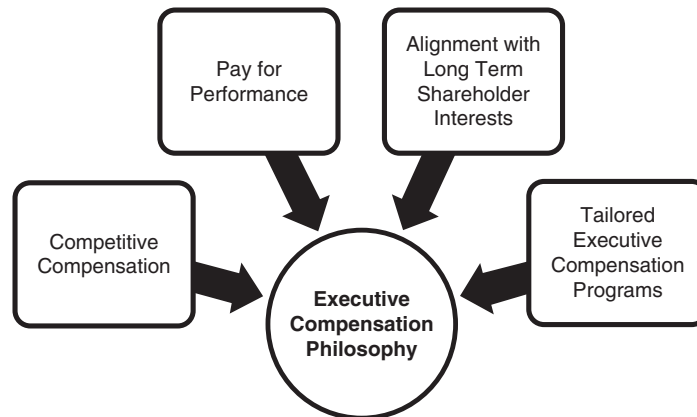 Pay for
Performance
Alignment with
Long Term
Shareholder
Interests
Competitive
Compensation
Tailored
Executive
Compensation
Programs
Executive
Compensation
Philosophy